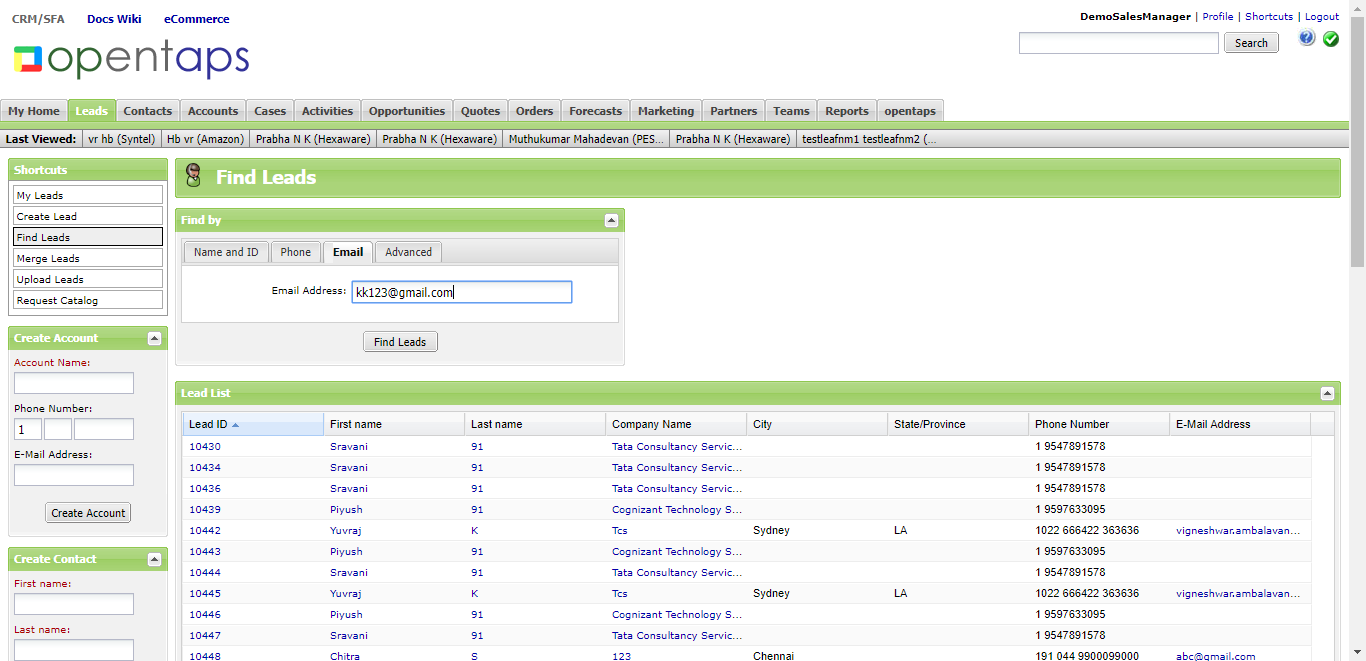 CRM/SFA Docs Wiki eCommerce
DemoSalesManager | Profile | Shortcuts | Logout
opentaps
Search
My Home Leads Contacts Accounts Cases Activities Opportunities Quotes Orders Forecasts Marketing Partners Teams Reports opentaps
Last Viewed: vr hb (Syntel) Hb vr (Amazon) Prabha N K (Hexaware) Prabha N K (Hexaware) Muthukumar Mahadevan (PES... Prabha N K (Hexaware) testleafnm1 testleafnm2 (...
Shortcuts
My Leads
Create Lead
Find Leads
Merge Leads
Upload Leads
Request Catalog
Create Account
Account Name:
Phone Number:
1
E-Mail Address:
Create Account
Create Contact
First name:
Last name:
Find Leads
Find by
Name and ID Phone Email Advanced
Email Address: kk123@gmail.com
Find Leads
Lead List
Lead ID First name Last name Company Name City State/Province Phone Number E-Mail Address
10430 Sravani 91 Tata Consultancy Servic... 1 9547891578
10434 Sravani 91 Tata Consultancy Servic... 1 9547891578
10436 Sravani 91 Tata Consultancy Servic... 1 9547891578
10439 Piyush 91 Cognizant Technology S... 1 9597633095
10442 Yuvraj K Tcs Sydney LA 1022 666422 363636 vigneshwar.ambalavan...
10443 Piyush 91 Cognizant Technology S... 1 9597633095
10444 Sravani 91 Tata Consultancy Servic... 1 9547891578
10445 Yuvraj K Tcs Sydney LA 1022 666422 363636 vigneshwar.ambalavan...
10446 Piyush 91 Cognizant Technology S... 1 9597633095
10447 Sravani 91 Tata Consultancy Servic... 1 9547891578
10448 Chitra S 123 Chennai 191 044 9900099000 abc@gmail.com